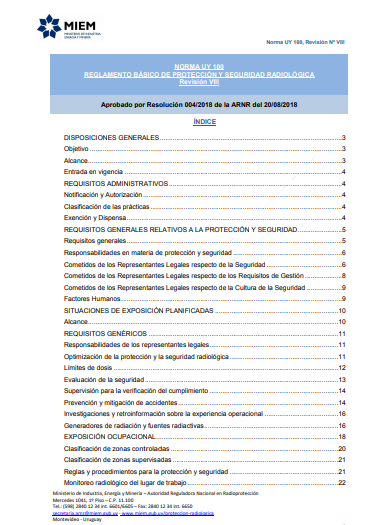 MIEM
MINISTERIO DE INDUSTRIA,
ENERGÍA Y MINERÍA
Norma UY 100, Revisión Nº VIII
NORMA UY 100
REGLAMENTO BÁSICO DE PROTECCIÓN Y SEGURIDAD RADIOLÓGICA
Revisión VIII
Aprobado por Resolución 004/2018 de la ARNR del 20/08/2018
ÍNDICE
DISPOSICIONES GENERALES 3
Objetivo 3
Alcance 3
Entrada en vigencia 4
REQUISITOS ADMINISTRATIVOS 4
Notificación y Autorización 4
Clasificación de las prácticas 4
Exención y Dispensa 4
REQUISITOS GENERALES RELATIVOS A LA PROTECCIÓN Y SEGURIDAD 5
Requisitos generales 5
Responsabilidades en materia de protección y seguridad 6
Cometidos de los Representantes Legales respecto de la Seguridad 6
Cometidos de los Representantes Legales respecto de los Requisitos de Gestión 8
Cometidos de los Representantes Legales respecto de la Cultura de la Seguridad 9
Factores Humanos 9
SITUACIONES DE EXPOSICIÓN PLANIFICADAS 10
Alcance 10
REQUISITOS GENÉRICOS 11
Responsabilidades de los representantes legales 11
Optimización de la protección y la seguridad radiológica 11
Límites de dosis 12
Evaluación de la seguridad 13
Supervisión para la verificación del cumplimiento 14
Prevención y mitigación de accidentes 14
Investigaciones y retroinformación sobre la experiencia operacional 16
Generadores de radiación y fuentes radiactivas 16
EXPOSICIÓN OCUPACIONAL 18
Clasificación de zonas controladas 20
Clasificación de zonas supervisadas 21
Reglas y procedimientos para la protección y seguridad 21
Monitoreo radiológico del lugar de trabajo 22
Ministerio de Industria, Energía y Minería – Autoridad Reguladora Nacional en Radioprotección
Mercedes 1041, 1º Piso – C.P. 11.100
Tel.: (598) 2840 12 34 Int. 6601/6605 - Fax: 2840 12 34 int. 6650
secretaria.arnr@miem.gub.uy - www.miem.gub.uy/proteccion-radiologica
Montevideo - Uruguay